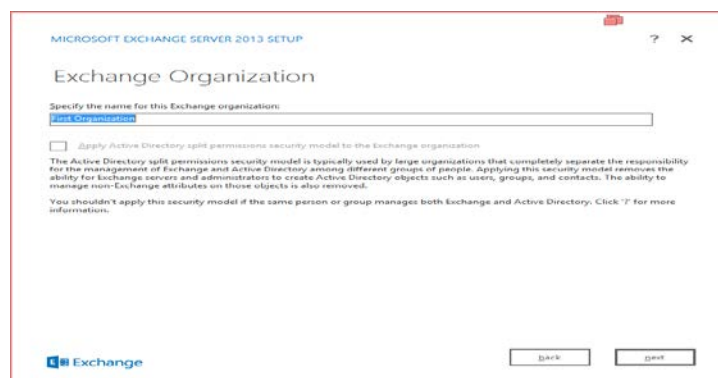 MICROSOFT EXCHANGE SERVER 2013 SETUP
? ×
Exchange Organization
Specify the name for this Exchange organization:
First Organization
Apply Active Directory split permissions security model to the Exchange organization
The Active Directory split permissions security model is typically used by large organizations that completely separate the responsibility
for the management of Exchange and Active Directory among different groups of people. Applying this security model removes the
ability for Exchange servers and administrators to create Active Directory objects such as users, groups, and contacts. The ability to
manage non-Exchange attributes on those objects is also removed.
You shouldn't apply this security model if the same person or group manages both Exchange and Active Directory. Click '?' for more
information.
Exchange
back
next